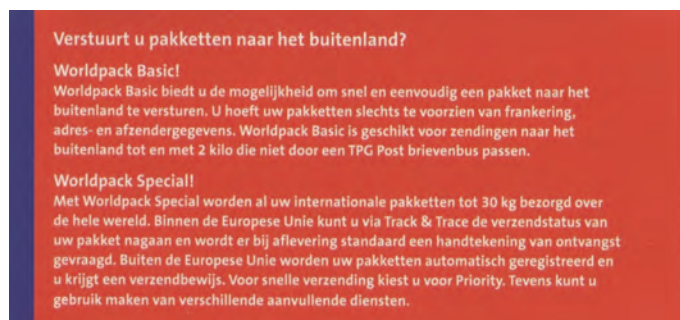 Verstuurt u pakketten naar het buitenland?
Worldpack Basic!
Worldpack Basic biedt u de mogelijkheid om snel en eenvoudig een pakket naar het
buitenland te versturen. U hoeft uw pakketten slechts te voorzien van frankering,
adres- en afzendergegevens. Worldpack Basic is geschikt voor zendingen naar het
buitenland tot en met 2 kilo die niet door een TPG Post brievenbus passen.
Worldpack Special!
Met Worldpack Special worden al uw internationale pakketten tot 30 kg bezorgd over
de hele wereld. Binnen de Europese Unie kunt u via Track & Trace de verzendstatus van
uw pakket nagaan en wordt er bij aflevering standaard een handtekening van ontvangst
gevraagd. Buiten de Europese Unie worden uw pakketten automatisch geregistreerd en
u krijgt een verzendbewijs. Voor snelle verzending kiest u voor Priority. Tevens kunt u
gebruik maken van verschillende aanvullende diensten.